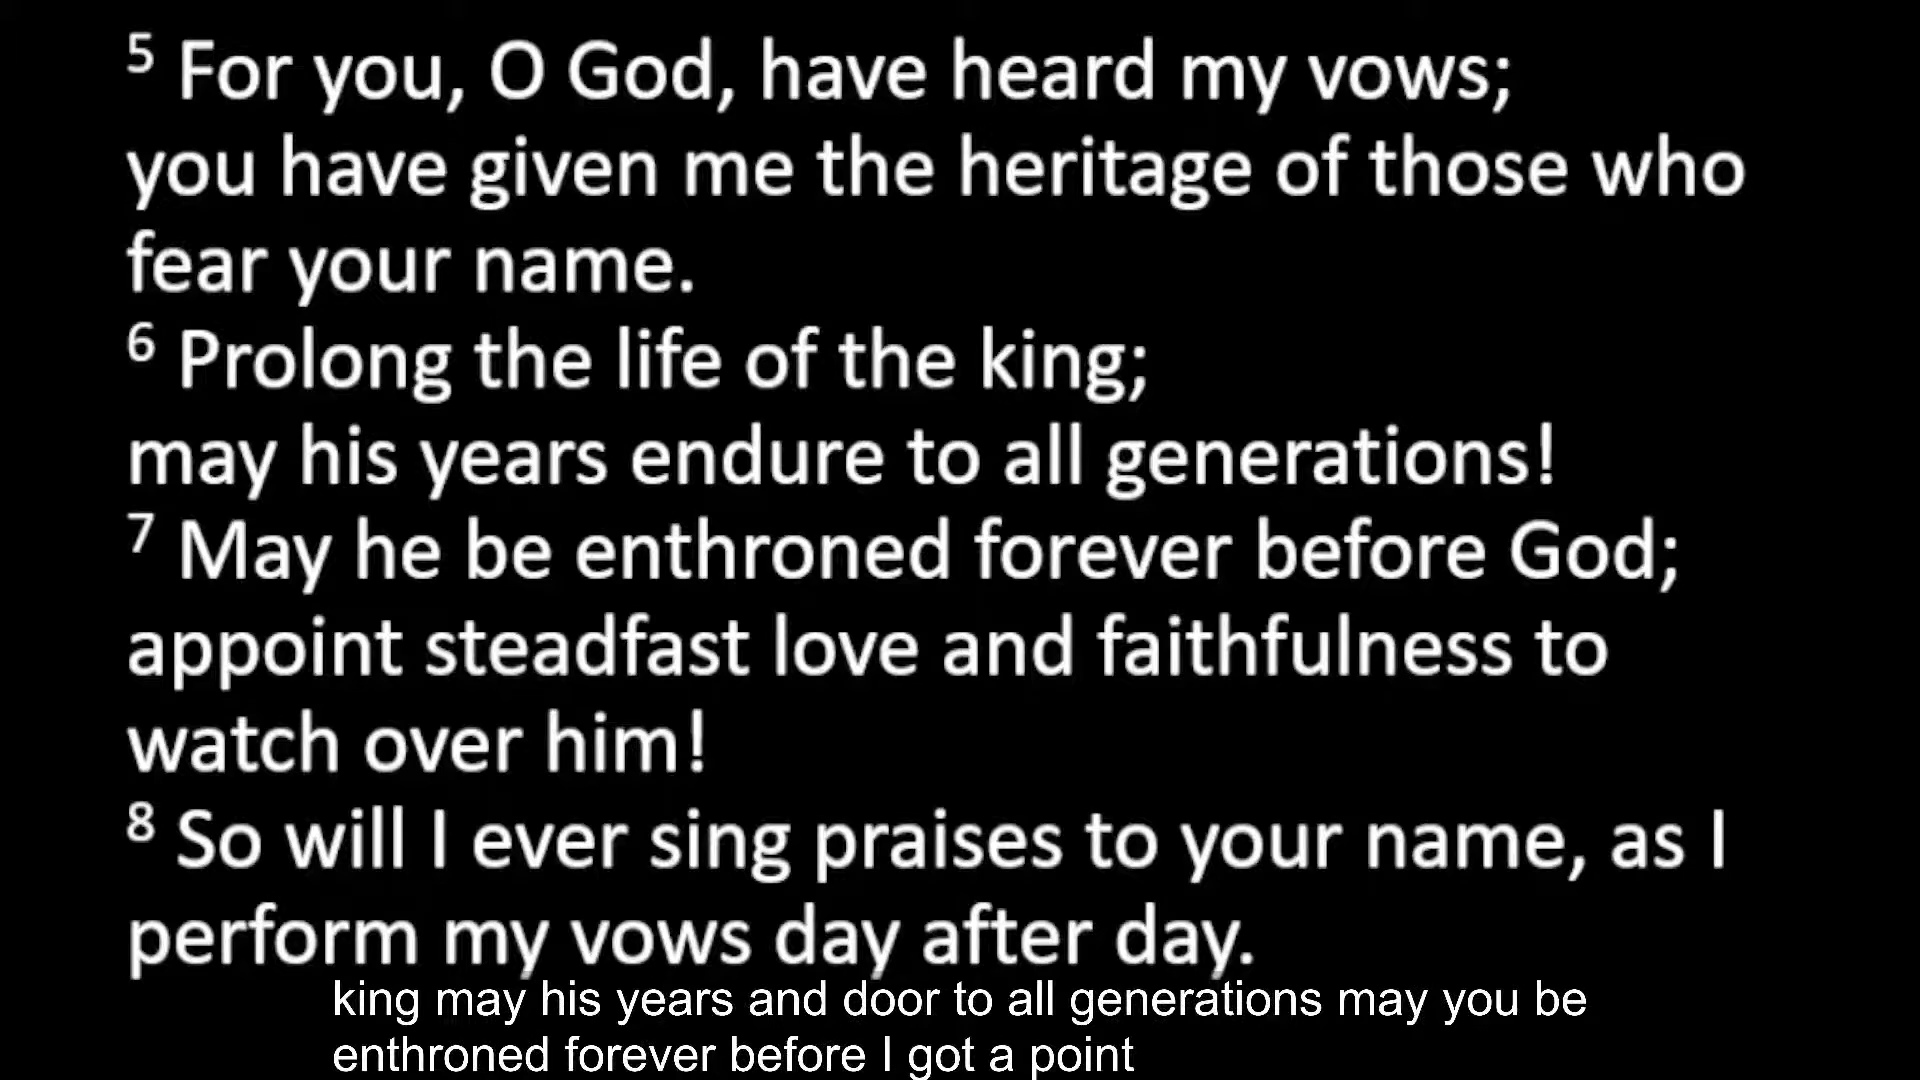 5 For you, O God, have heard my vows;
you have given me the heritage of those who
fear your name.
6 Prolong the life of the king;
may his years endure to all generations!
7 May he be enthroned forever before God;
appoint steadfast love and faithfulness to
watch over him!
8 So will I ever sing praises to your name, as I
perform my vows day after day.
king may his years and door to all generations may you be
enthroned forever before I got a point